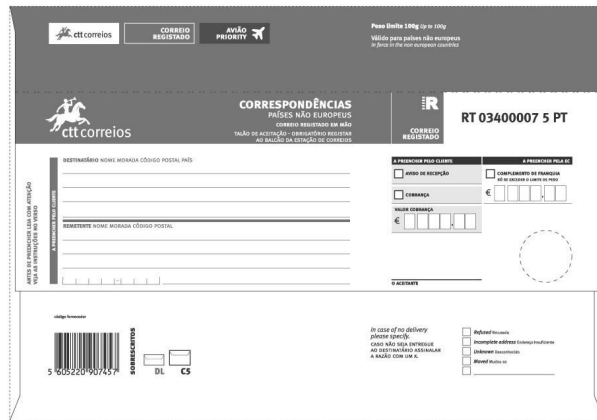 ctt correios
CORREIO
REGISTADO
AVIÃO
PRIORITY
Peso limite 100g Up to 100g
Válido para países não europeus
In force in the non european countries
ctt correios
CORRESPONDÊNCIAS
PAÍSES NÃO EUROPEUS
CORREIO REGISTADO EM MÃO
TALÃO DE ACEITAÇÃO - OBRIGATÓRIO REGISTAR
AO BALCÃO DA ESTAÇÃO DE CORREIOS
R
CORREIO
REGISTADO
RT 03400007 5 PT
ANTES DE PREENCHER LEIA COM ATENÇÃO
VEJA AS INSTRUÇÕES NO VERSO
A PREENCHER PELO CLIENTE
DESTINATÁRIO NOME MORADA CÓDIGO POSTAL PAÍS
REMETENTE NOME MORADA CÓDIGO POSTAL
A PREENCHER PELO CLIENTE
AVISO DE RECEPÇÃO
COBRANÇA
VALOR COBRANÇA
€ ,
O ACEITANTE
A PREENCHER PELA EC
COMPLEMENTO DE FRANQUIA
SÓ SE EXCEDER O LIMITE DE PESO
€ ,
código fornecedor
5 605220 907457
SOBRESCRITOS
DL
C5
In case of no delivery
please specify.
CASO NÃO SEJA ENTREGUE
AO DESTINATÁRIO ASSINALAR
A RAZÃO COM UM X.
Refused Recusado
Incomplete address Endereço Insuficiente
Unknown Desconhecido
Moved Mudou-se